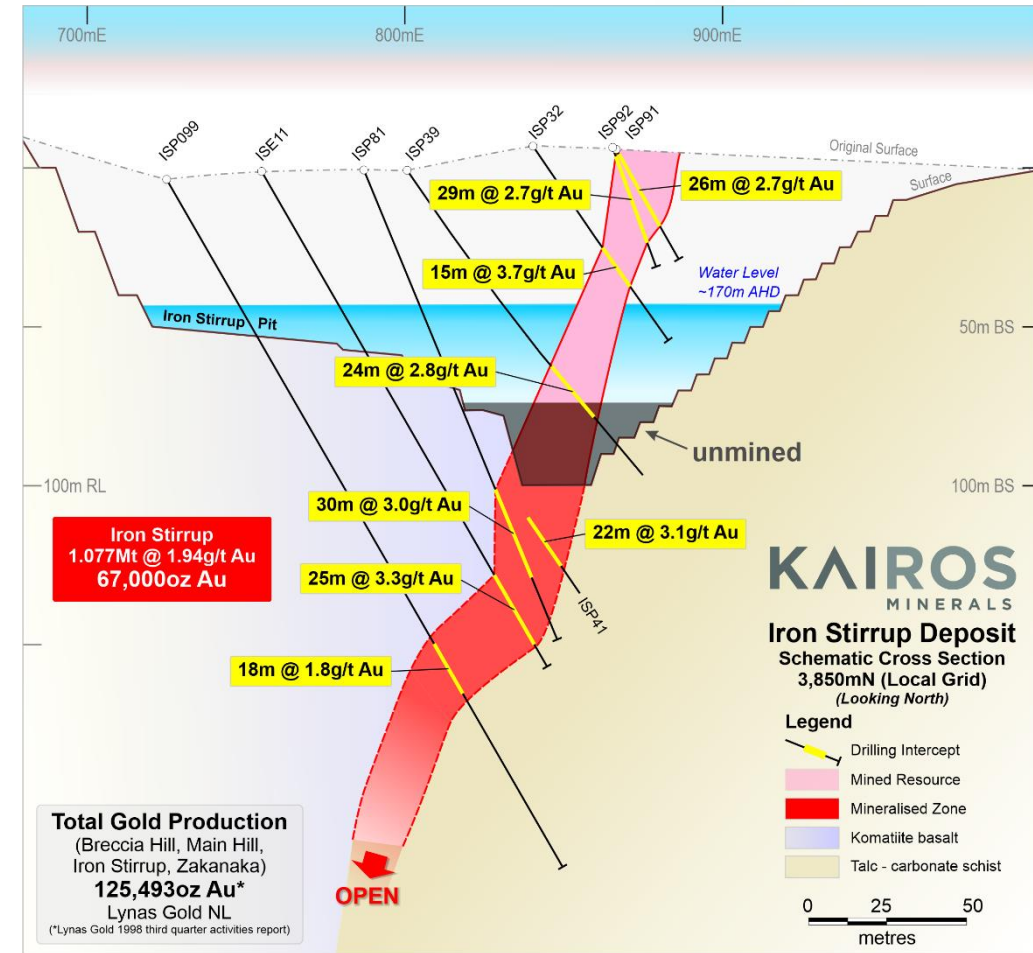 700mE
800mE
900mE
ISP099
ISE11
ISP81
ISP39
ISP32
ISP92
ISP91
Original Surface
Surface
29m @ 2.7g/t Au
26m @ 2.7g/t Au
15m @ 3.7g/t Au
Water Level
~170m AHD
Iron Stirrup Pit
50m BS
24m @ 2.8g/t Au
unmined
100m RL
100m BS
30m @ 3.0g/t Au
22m @ 3.1g/t Au
Iron Stirrup
1.077Mt @ 1.94g/t Au
67,000oz Au
25m @ 3.3g/t Au
ISP41
18m @ 1.8g/t Au
KAIROS
MINERALS
Iron Stirrup Deposit
Schematic Cross Section
3,850mN (Local Grid)
(Looking North)
Legend
Drilling Intercept
Mined Resource
Mineralised Zone
Komatiite basalt
Talc - carbonate schist
0 25 50
metres
Total Gold Production
(Breccia Hill, Main Hill,
Iron Stirrup, Zakanaka)
125,493oz Au*
Lynas Gold NL
(*Lynas Gold 1998 third quarter activities report)
OPEN